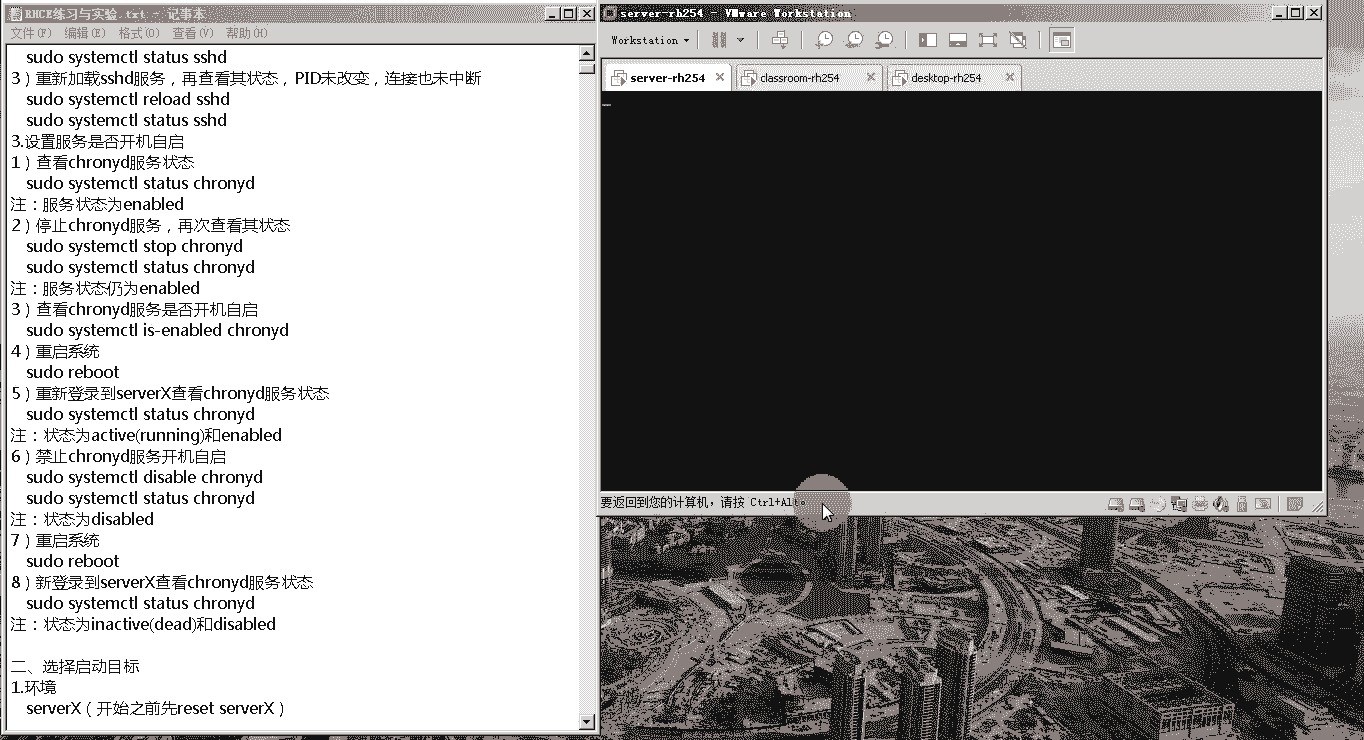 RHCE练习与实验.txt - 记事本
文件(F) 编辑(E) 格式(O) 查看(V) 帮助(H)
sudo systemctl status sshd
3）重新加载sshd服务，再查看其状态，PID未改变，连接也未中断
sudo systemctl reload sshd
sudo systemctl status sshd
3.设置服务是否开机自启
1）查看chronyd服务状态
sudo systemctl status chronyd
注：服务状态为enabled
2）停止chronyd服务，再次查看其状态
sudo systemctl stop chronyd
sudo systemctl status chronyd
注：服务状态仍为enabled
3）查看chronyd服务是否开机自启
sudo systemctl is-enabled chronyd
4）重启系统
sudo reboot
5）重新登录到serverX查看chronyd服务状态
sudo systemctl status chronyd
注：状态为active(running)和enabled
6）禁止chronyd服务开机自启
sudo systemctl disable chronyd
sudo systemctl status chronyd
注：状态为disabled
7）重启系统
sudo reboot
8）新登录到serverX查看chronyd服务状态
sudo systemctl status chronyd
注：状态为inactive(dead)和disabled
二、选择启动目标
1.环境
serverX（开始之前先reset serverX）
server-rh254 - VMware Workstation
Workstation
server-rh254 classroom-rh254 desktop-rh254
要返回到您的计算机，请按 Ctrl+Alt。